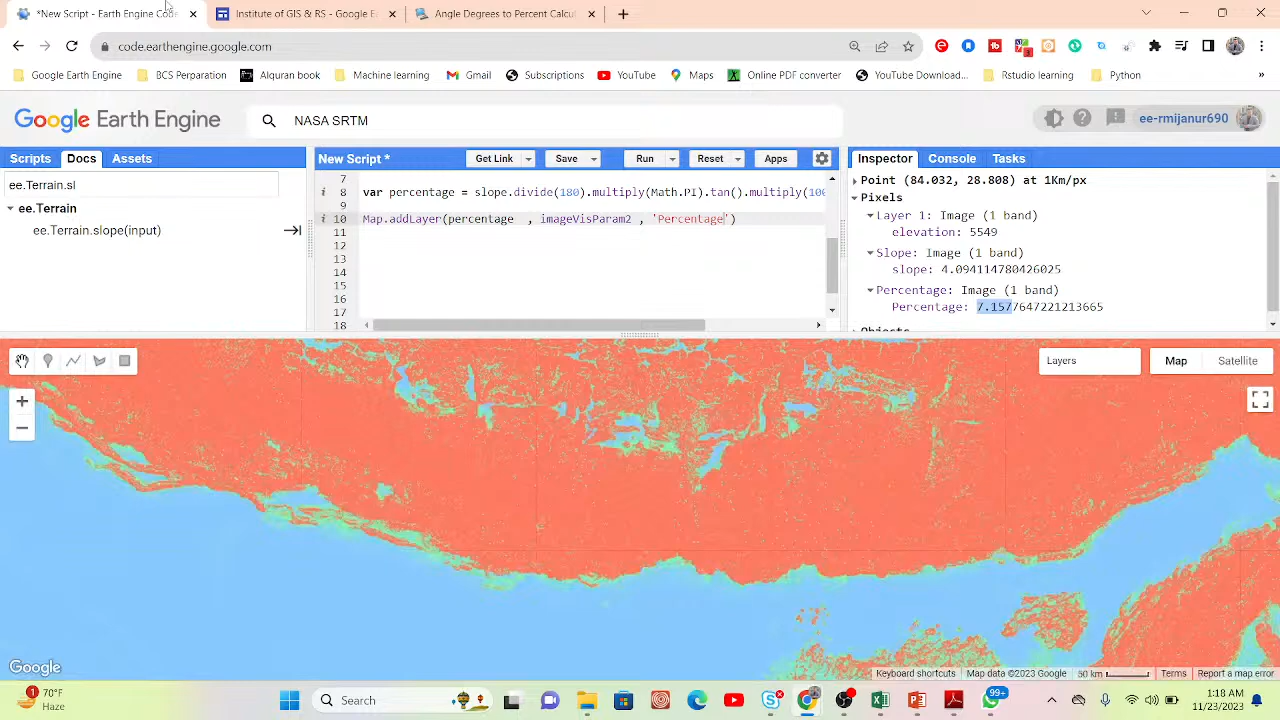 *New Script - Earth Engine Code
Institute of GIS & RS - Google E
Angle Degrees to Percent Calcul
code.earthengine.google.com
Google Earth Engine
BCS Perparation
Alquran book
Machine learning
Gmail
Subscriptions
YouTube
Maps
Online PDF converter
YouTube Download...
Rstudio learning
Python
»
Google Earth Engine
NASA SRTM
ee-rmijanur690
Scripts
Docs
Assets
New Script *
Get Link
Save
Run
Reset
Apps
Inspector
Console
Tasks
ee.Terrain.sl
ee.Terrain
ee.Terrain.slope(input)
7
i 8 var percentage = slope.divide(180).multiply(Math.PI).tan().multiply(100
9
i 10 Map.addLayer(percentage , imageVisParam2 , 'Percentage')
11
12
13
14
15
16
17
18
Point (84.032, 28.808) at 1Km/px
Pixels
Layer 1: Image (1 band)
elevation: 5549
Slope: Image (1 band)
slope: 4.094114780426025
Percentage: Image (1 band)
Percentage: 7.1577647221213665
Objects
Layers
Map
Satellite
+
−
Google
Keyboard shortcuts
Map data ©2023 Google
50 km
Terms
Report a map error
1
70°F
Haze
Search
99+
1:18 AM
11/23/2023